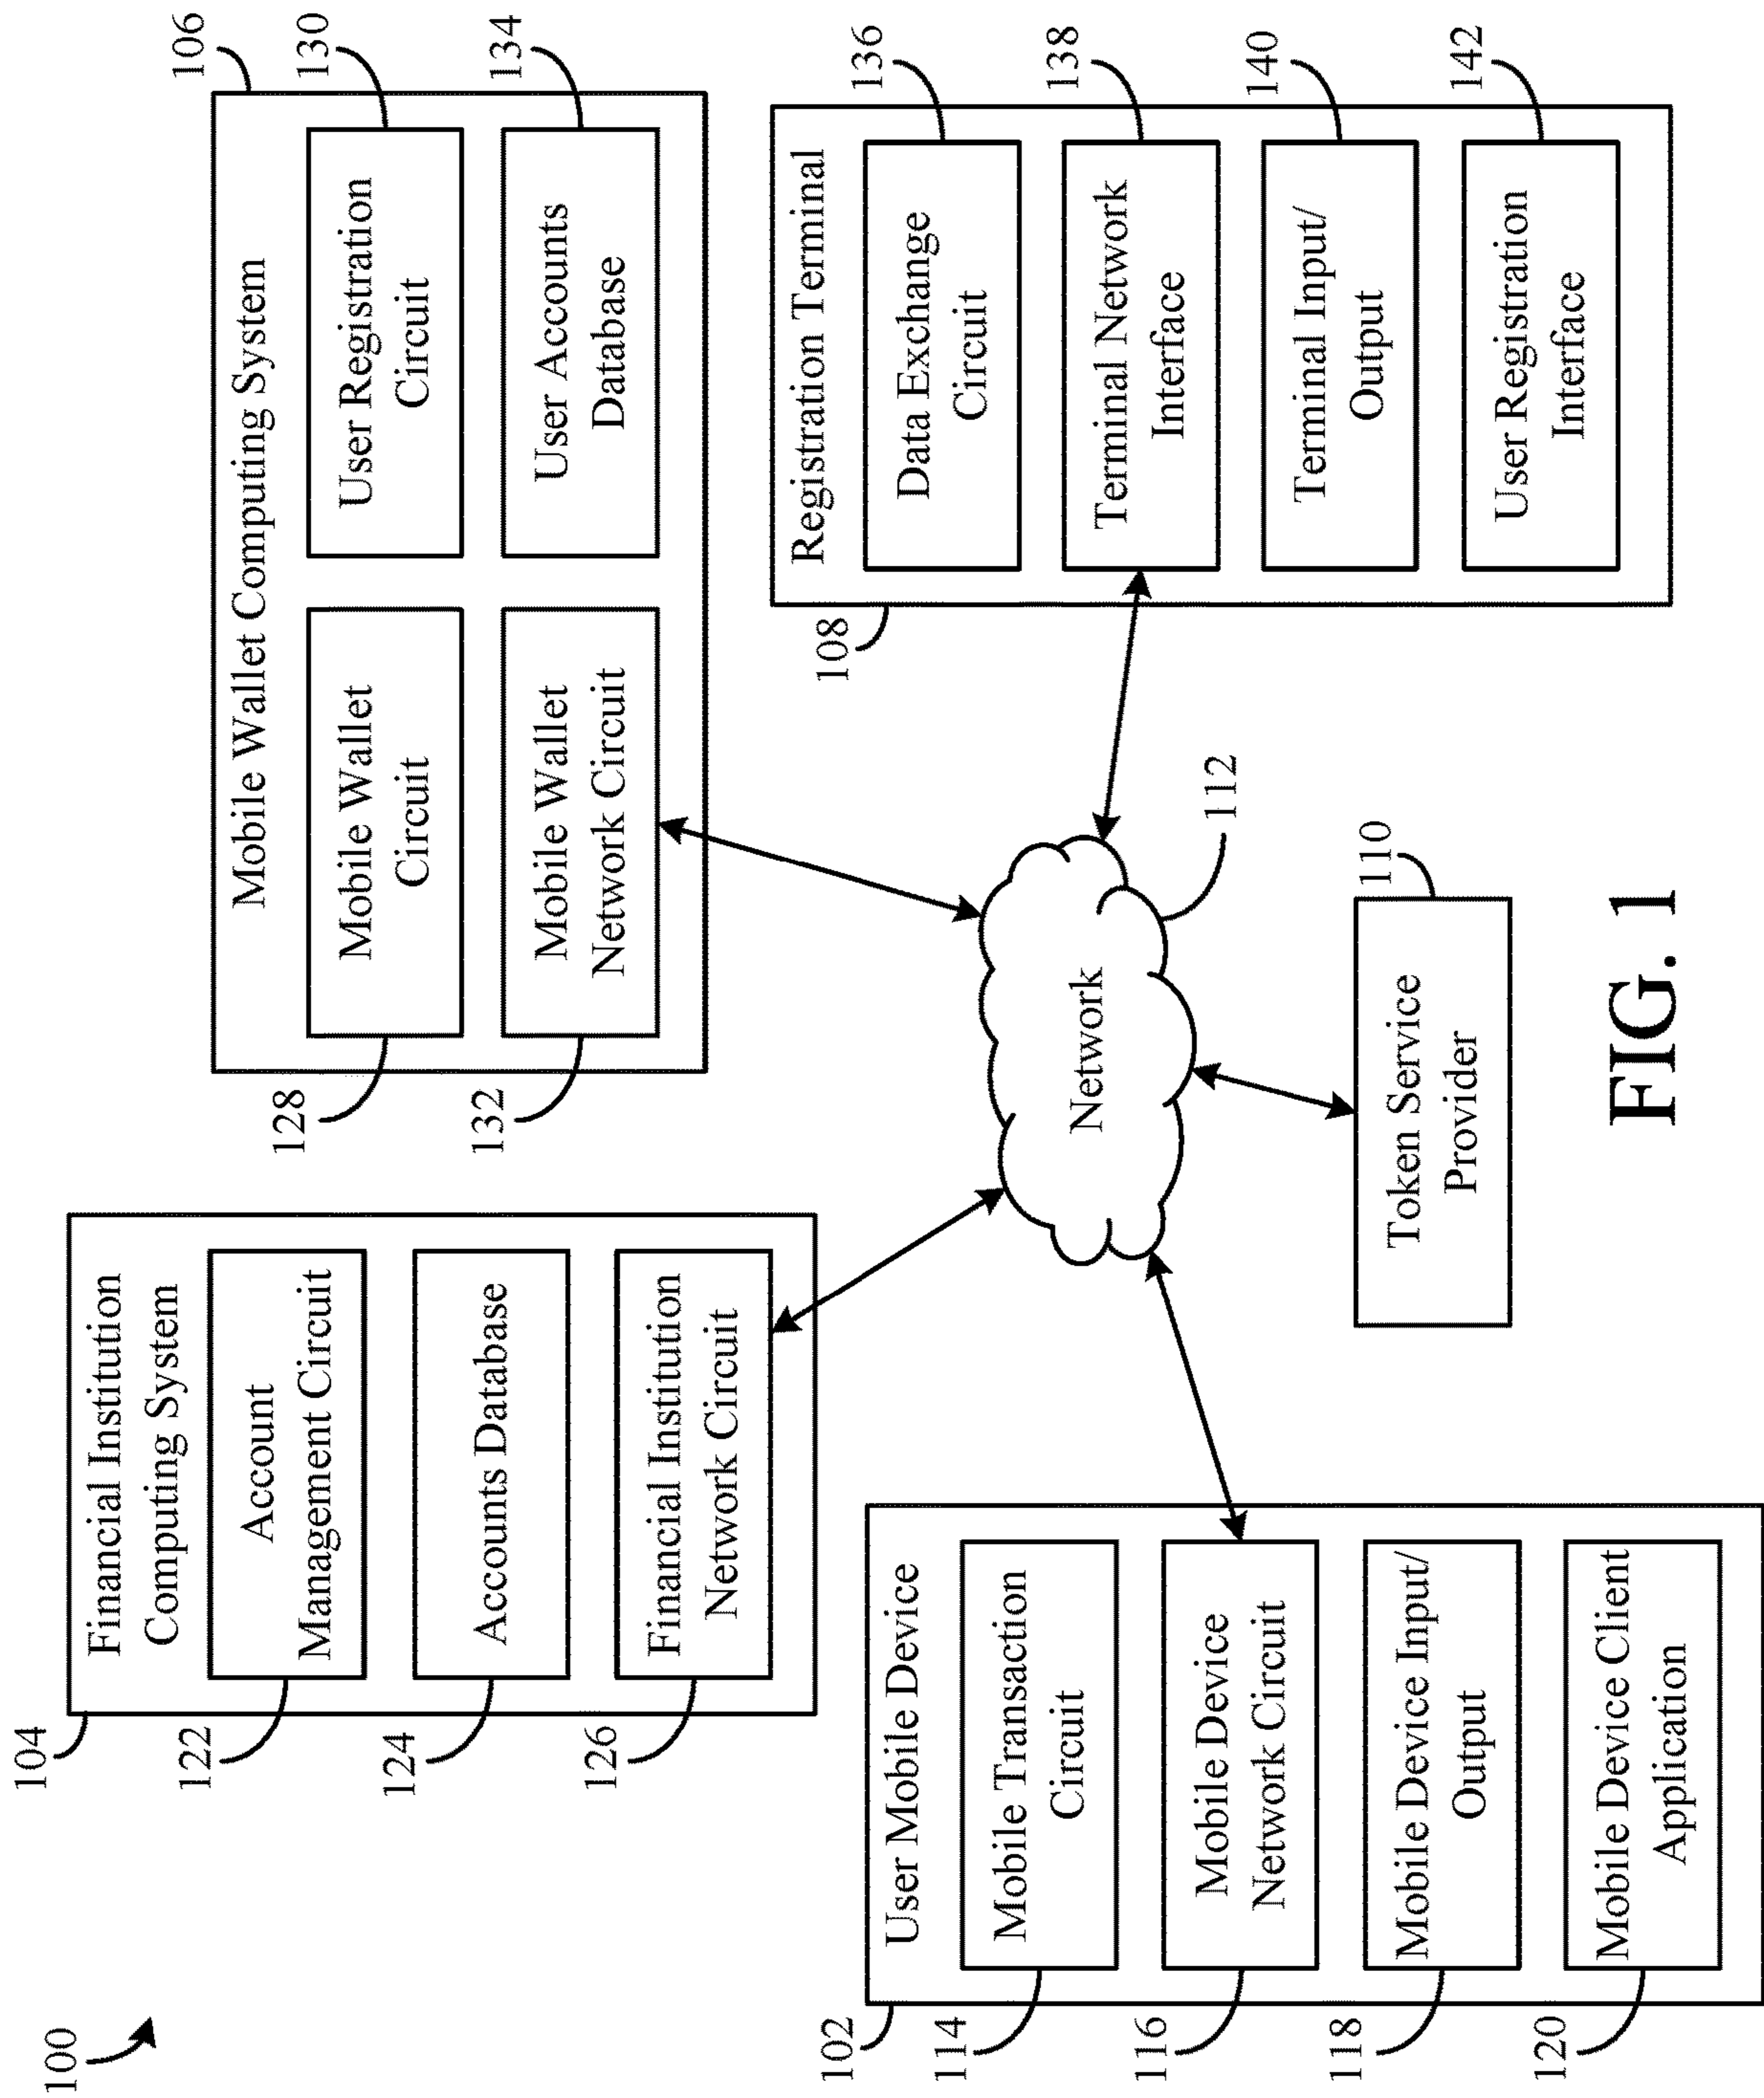 100
104
Financial Institution
Computing System
122
Account
Management Circuit
124
Accounts Database
126
Financial Institution
Network Circuit
106
Mobile Wallet Computing System
128
Mobile Wallet
Circuit
130
User Registration
Circuit
132
Mobile Wallet
Network Circuit
134
User Accounts
Database
102
User Mobile Device
114
Mobile Transaction
Circuit
116
Mobile Device
Network Circuit
118
Mobile Device Input/
Output
120
Mobile Device Client
Application
Network
112
Token Service
Provider
110
108
Registration Terminal
136
Data Exchange
Circuit
138
Terminal Network
Interface
140
Terminal Input/
Output
142
User Registration
Interface
FIG. 1